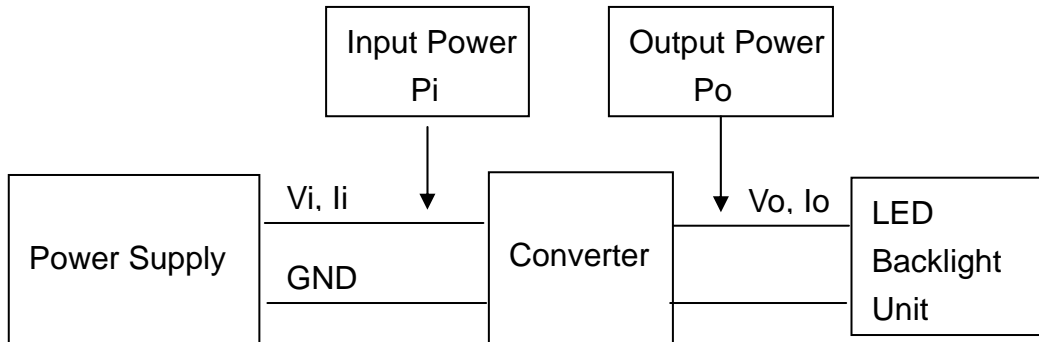 Input Power
Pi
Output Power
Po
Vi, Ii
Vo, Io
LED
Backlight
Unit
Power Supply
GND
Converter